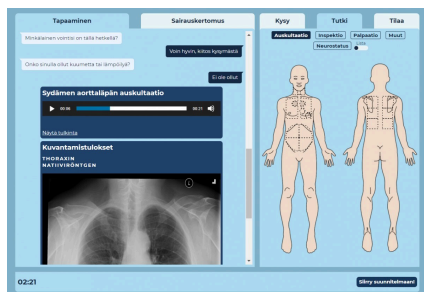 Tapaaminen
Sairauskertomus
Minkälainen vointisi on tällä hetkellä?
Voin hyvin, kiitos kysymästä
Onko sinulla ollut kuumetta tai lämpöilyä?
Ei ole ollut
Sydämen aorttaläpän auskultaatio
00:09
00:21
Näytä tulkinta
Kuvantamistulokset
THORAXIN
NATIIVIRÖNTGEN
02:21
Kysy
Tutki
Tilaa
Auskultaatio
Inspektio
Palpaatio
Muut
Neurostatus
Siirry suunnitelmaan!